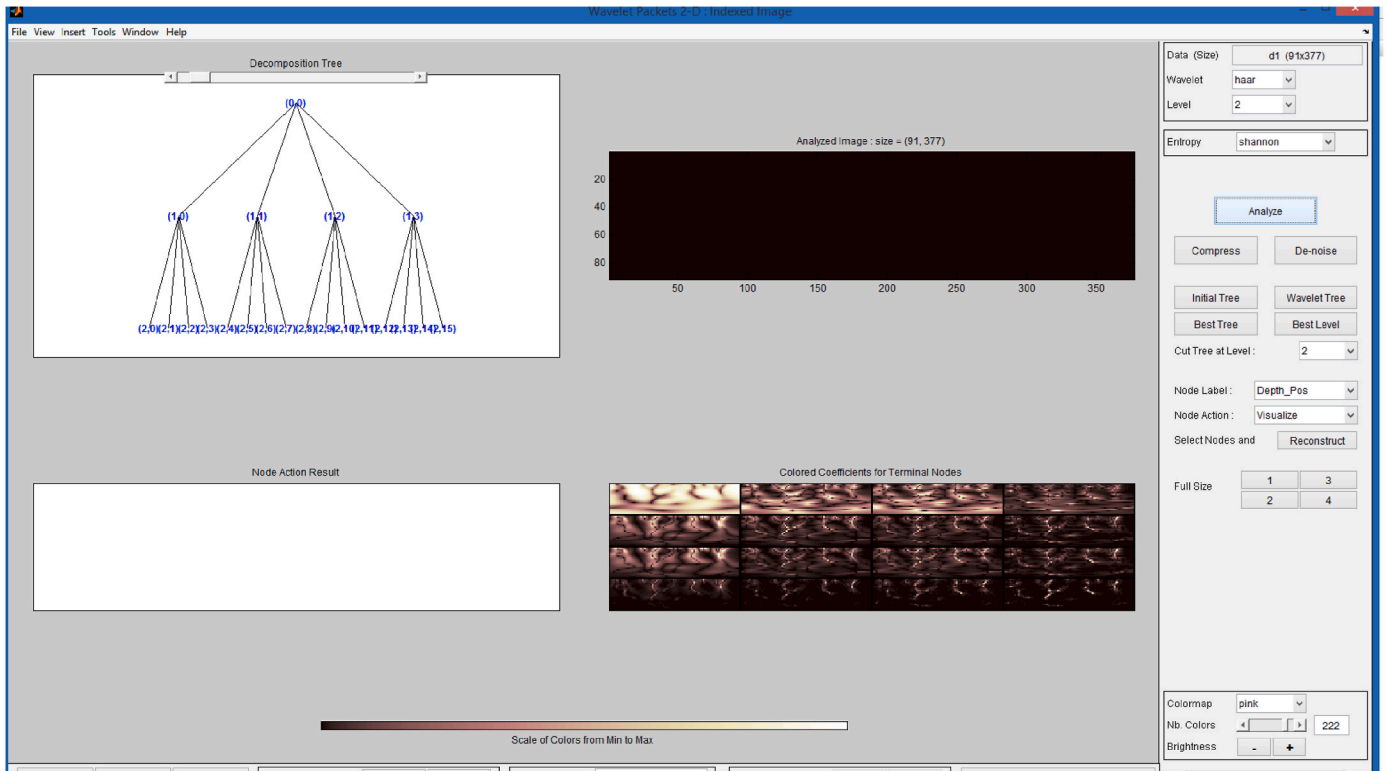 Wavelet Packets 2-D : Indexed Image
File View Insert Tools Window Help
Decomposition Tree
(0,0)
(1,0) (1,1) (1,2) (1,3)
(2,0)(2,1)(2,2)(2,3)(2,4)(2,5)(2,6)(2,7)(2,8)(2,9)(2,10)(2,11)(2,12)(2,13)(2,14)(2,15)
Analyzed Image : size = (91, 377)
20
40
60
80
50 100 150 200 250 300 350
Node Action Result
Colored Coefficients for Terminal Nodes
Scale of Colors from Min to Max
Data (Size) d1 (91x377)
Wavelet haar
Level 2
Entropy shannon
Analyze
Compress De-noise
Initial Tree Wavelet Tree
Best Tree Best Level
Cut Tree at Level : 2
Node Label : Depth_Pos
Node Action : Visualize
Select Nodes and Reconstruct
Full Size 1 3
2 4
Colormap pink
Nb. Colors 222
Brightness - +